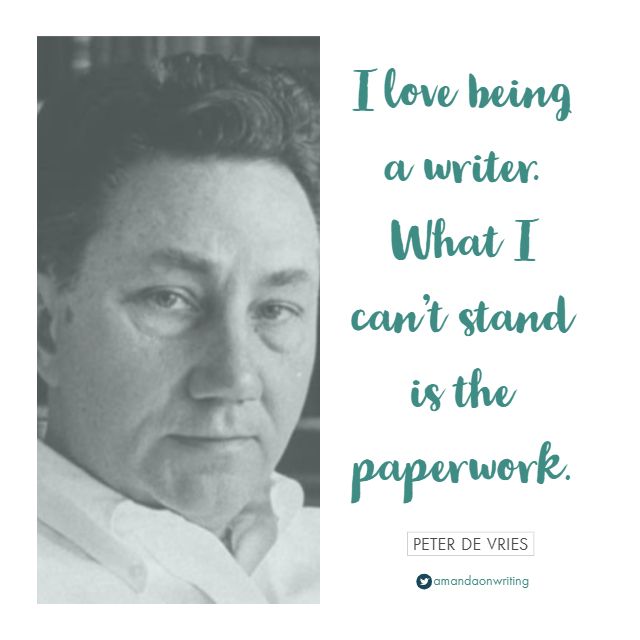 I love being
a writer.
What I
can't stand
is the
paperwork.
PETER DE VRIES
amandaonwriting